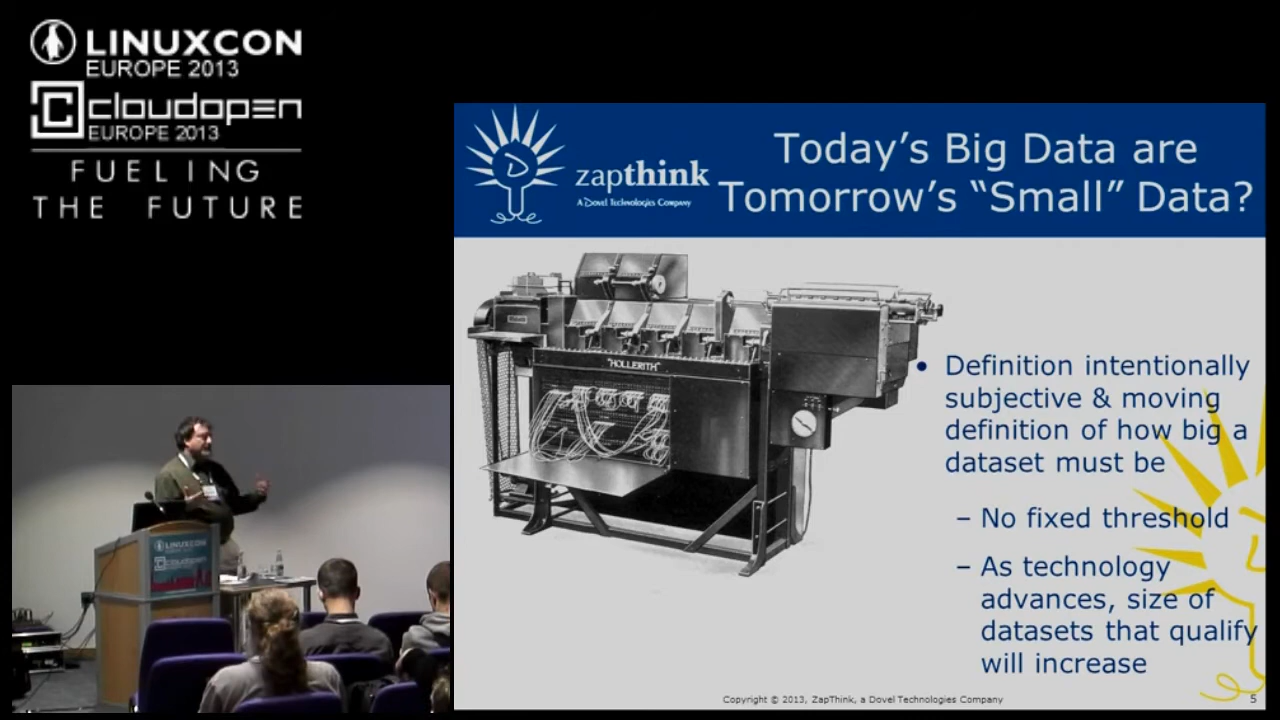 LINUXCON
EUROPE 2013
cloudopen
EUROPE 2013
FUELING
THE FUTURE
zapthink
A Dovel Technologies Company
Today's Big Data are
Tomorrow's “Small” Data?
"HOLLERITH"
• Definition intentionally
subjective & moving
definition of how big a
dataset must be
– No fixed threshold
– As technology
advances, size of
datasets that qualify
will increase
Copyright © 2013, ZapThink, a Dovel Technologies Company
5
LINUXCON
cloudopen